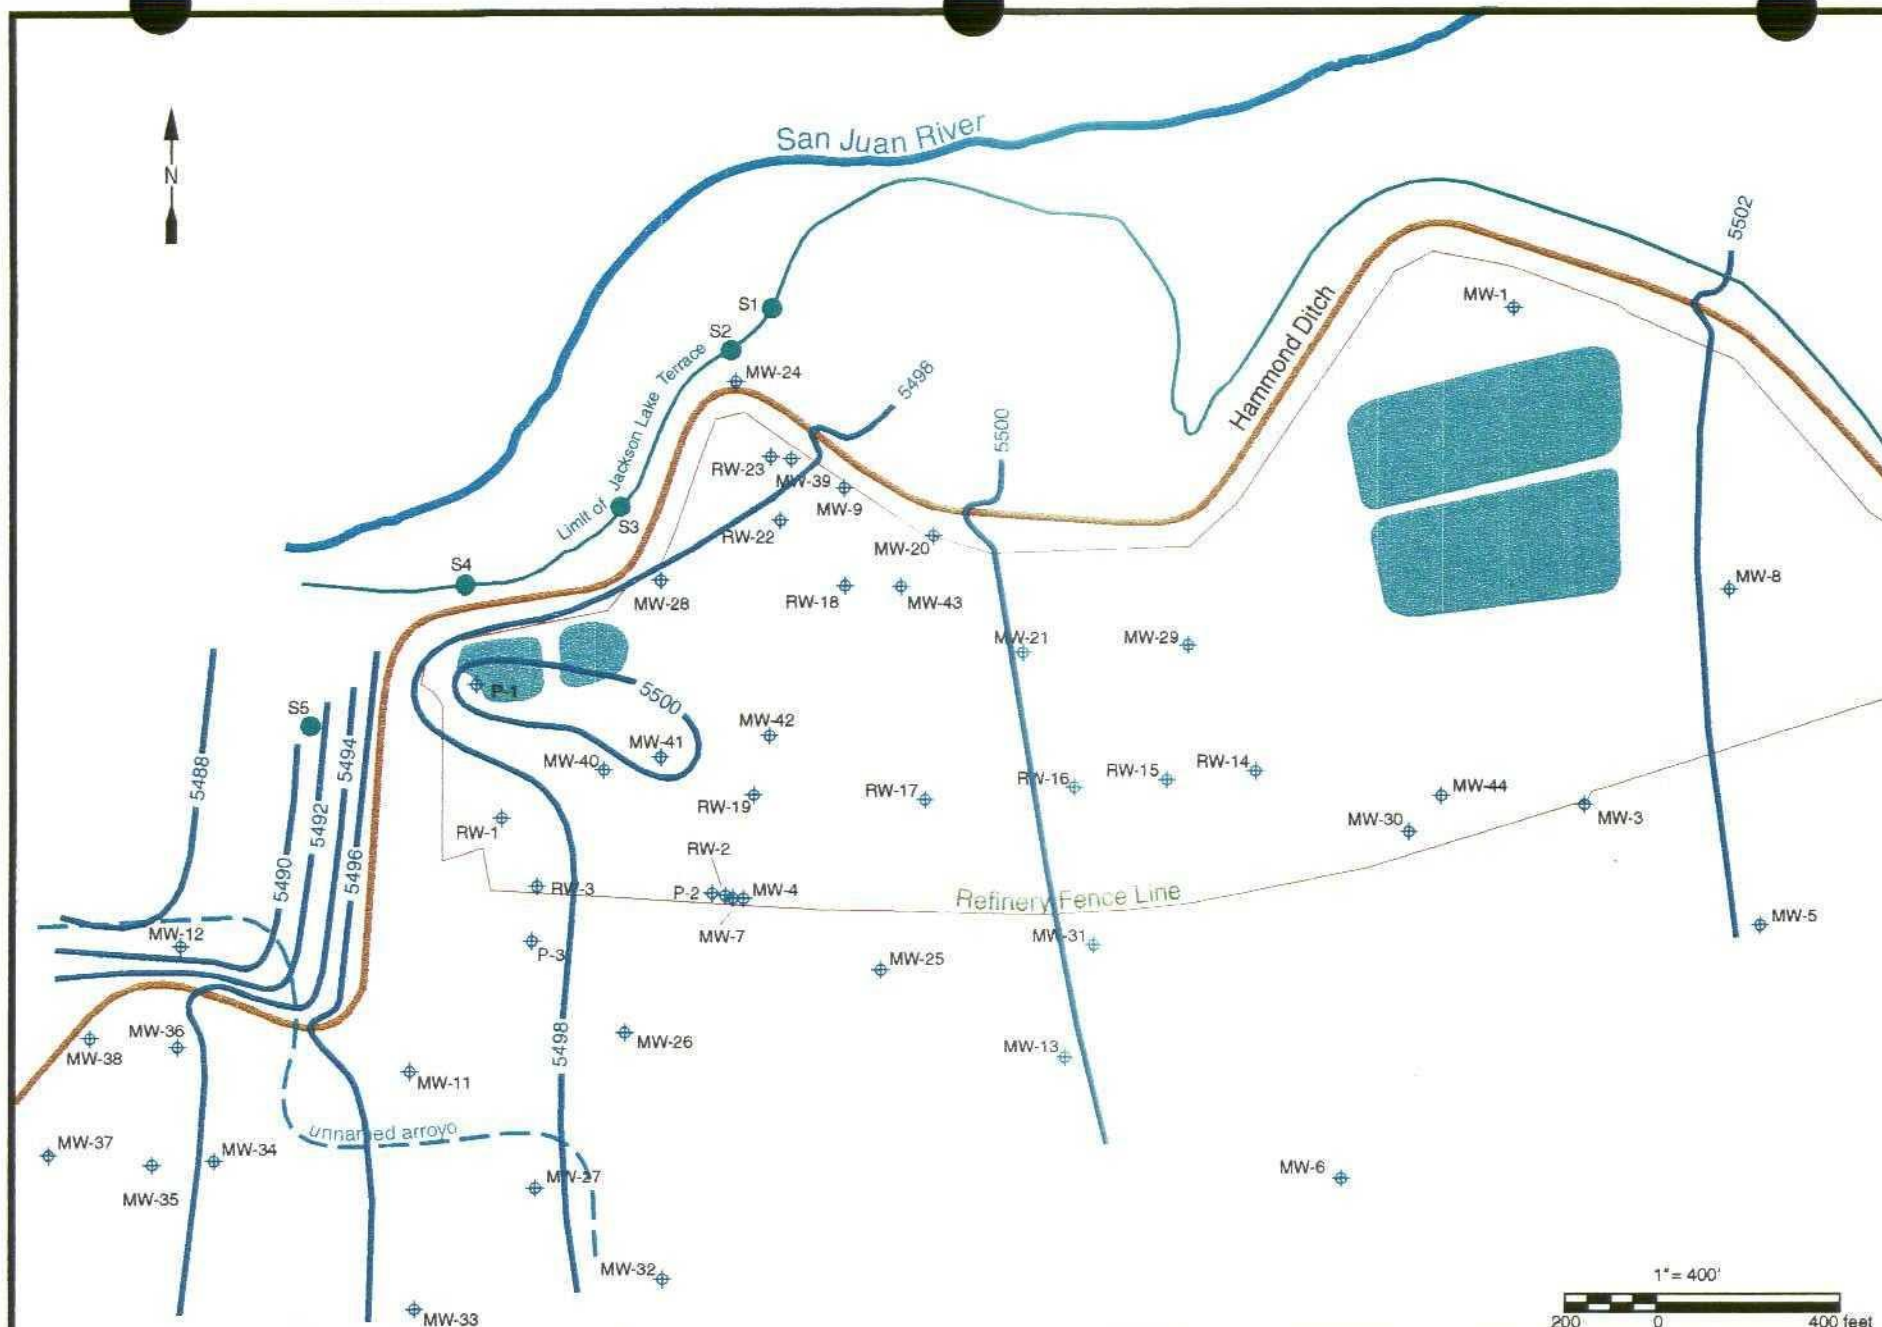 San Juan River
N
5502
S1
MW-1
Hammond Ditch
S2
Limit of Jackson Lake Terrace
MW-24
5498
5500
RW-23
MW-39
MW-9
S3
RW-22
MW-20
S4
MW-28
RW-18
MW-43
MW-8
MW-21
MW-29
P-1
5500
S5
MW-42
5488
5494
MW-41
MW-40
RW-16
RW-15
RW-14
RW-19
RW-17
MW-44
5492
RW-1
MW-30
MW-3
5490
5496
RW-2
P-2
MW-4
RW-3
Refinery Fence Line
MW-5
MW-12
MW-7
MW-31
P-3
MW-25
MW-36
MW-38
5498
MW-26
MW-13
MW-11
unnamed arroyo
MW-37
MW-34
MW-35
MW-27
MW-6
MW-32
1"= 400'
MW-33
200 0 400 feet